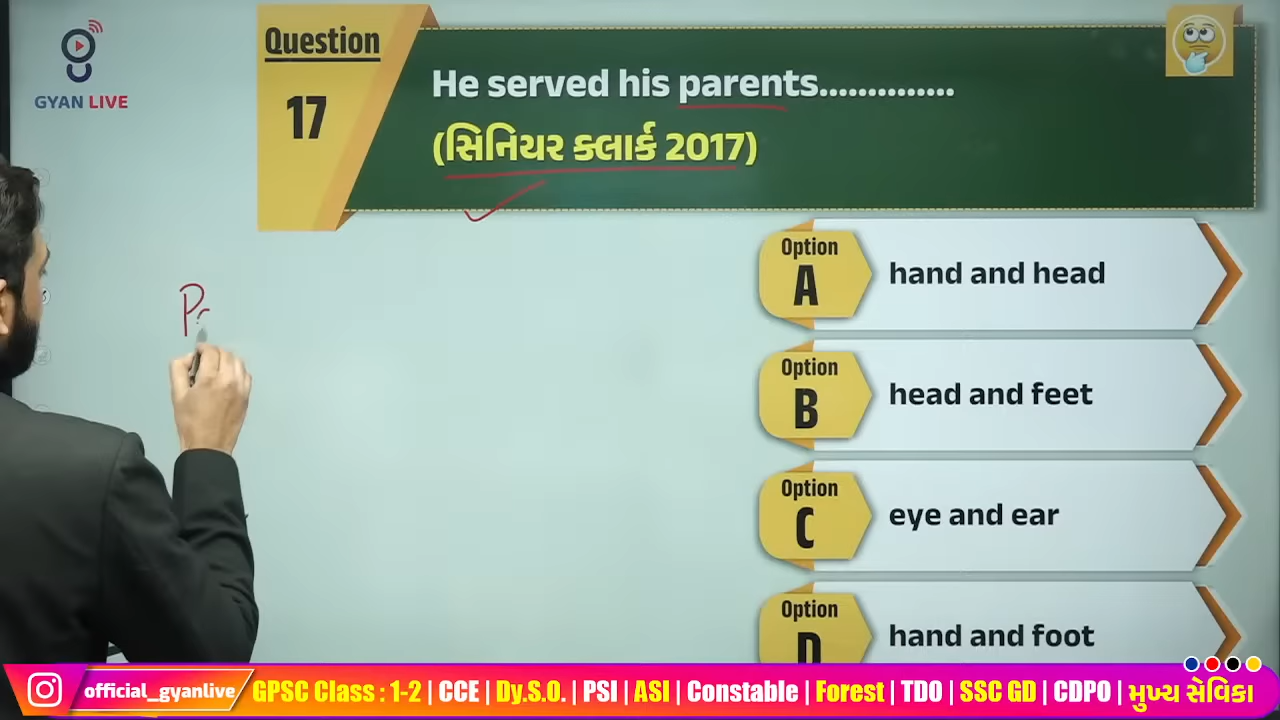 GYAN LIVE
Question
17
He served his parents..............
(સિનિયર ક્લાર્ક 2017)
Option
A
hand and head
Option
B
head and feet
Option
C
eye and ear
Option
D
hand and foot
official_gyanlive
GPSC Class : 1-2 | CCE | Dy.S.O. | PSI | ASI | Constable | Forest | TDO | SSC GD | CDPO | મુખ્ય સેવિકા